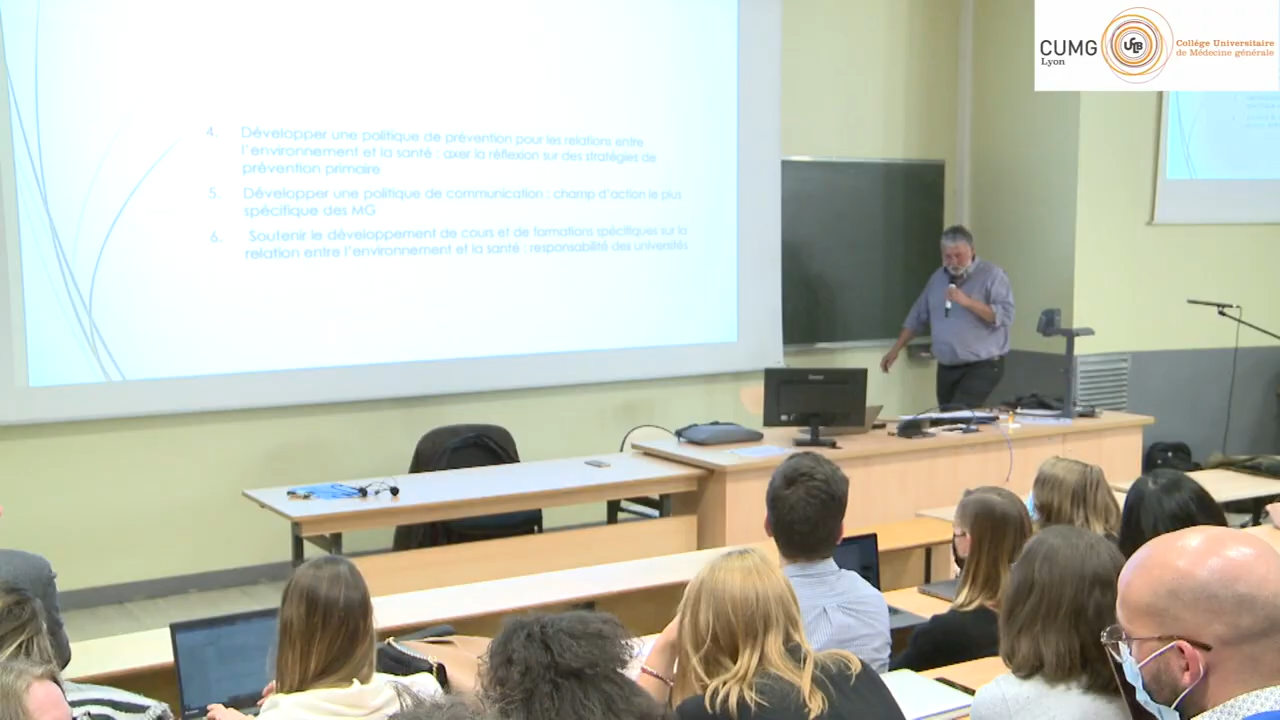 4. Développer une politique de prévention pour les relations entre
l'environnement et la santé : axer la réflexion sur des stratégies de
prévention primaire
5. Développer une politique de communication : champ d'action le plus
spécifique des MG
6. Soutenir le développement de cours et de formations spécifiques sur la
relation entre l'environnement et la santé : responsabilité des universités
CUMG
Lyon
Collège Universitaire
de Médecine générale